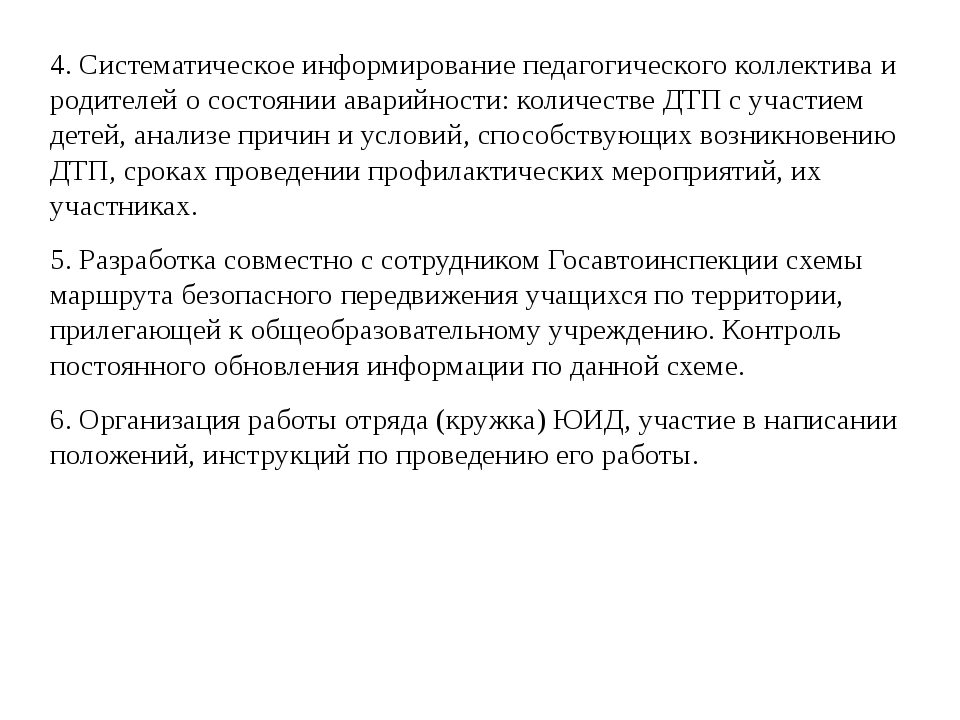 4. Систематическое информирование педагогического коллектива и
родителей о состоянии аварийности: количестве ДТП с участием
детей, анализе причин и условий, способствующих возникновению
ДТП, сроках проведении профилактических мероприятий, их
участниках.
5. Разработка совместно с сотрудником Госавтоинспекции схемы
маршрута безопасного передвижения учащихся по территории,
прилегающей к общеобразовательному учреждению. Контроль
постоянного обновления информации по данной схеме.
6. Организация работы отряда (кружка) ЮИД, участие в написании
положений, инструкций по проведению его работы.